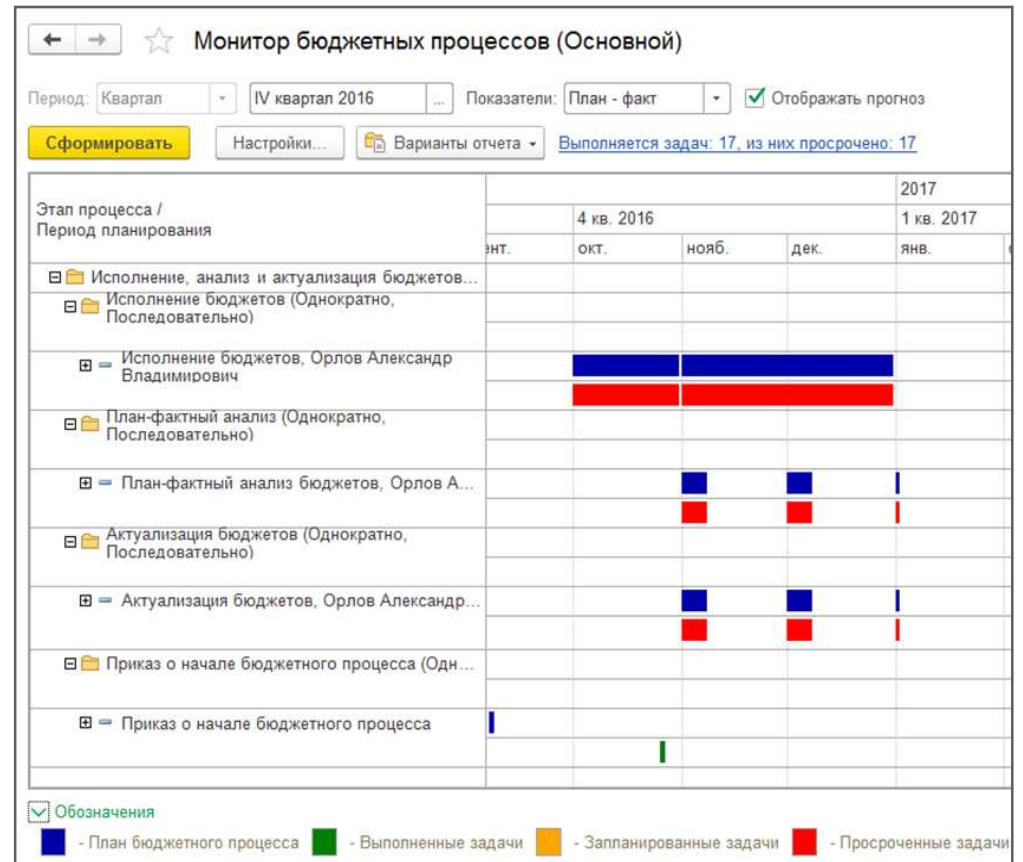 Монитор бюджетных процессов (Основной)
Период: Квартал IV квартал 2016 ... Показатели: План - факт Отображать прогноз
Сформировать Настройки... Варианты отчета Выполняется задач: 17, из них просрочено: 17
2017
Этап процесса /
Период планирования
4 кв. 2016 1 кв. 2017
ент. окт. нояб. дек. янв.
Исполнение, анализ и актуализация бюджетов...
Исполнение бюджетов (Однократно,
Последовательно)
Исполнение бюджетов, Орлов Александр
Владимирович
План-фактный анализ (Однократно,
Последовательно)
План-фактный анализ бюджетов, Орлов А...
Актуализация бюджетов (Однократно,
Последовательно)
Актуализация бюджетов, Орлов Александр...
Приказ о начале бюджетного процесса (Одн...
Приказ о начале бюджетного процесса
Обозначения
- План бюджетного процесса - Выполненные задачи - Запланированные задачи - Просроченные задачи